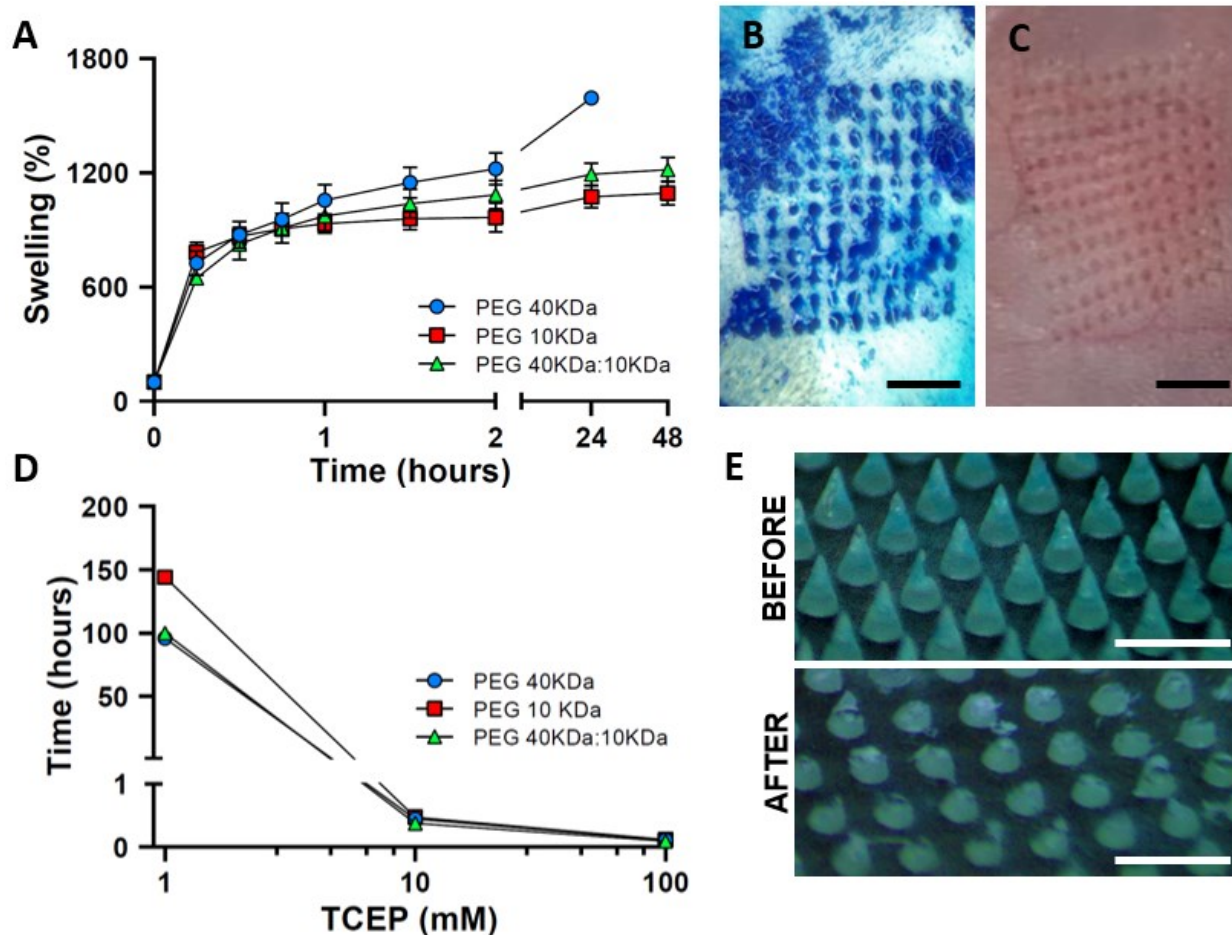 A
1800
1200
600
0
Swelling (%)
0
1
2
24
48
Time (hours)
PEG 40KDa
PEG 10KDa
PEG 40KDa:10KDa
B
C
D
200
150
100
50
1
0
Time (hours)
1
10
100
TCEP (mM)
PEG 40KDa
PEG 10 KDa
PEG 40KDa:10KDa
E
BEFORE
AFTER